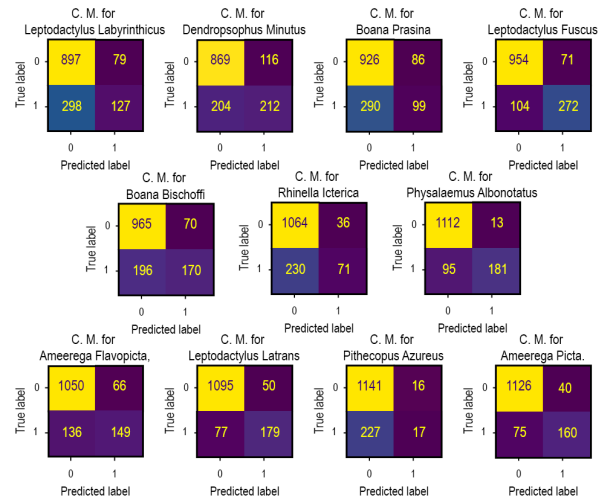 C. M. for
Leptodactylus Labyrinthicus
True label
0
897 79
1
298 127
0 1
Predicted label
C. M. for
Dendropsophus Minutus
True label
0
869 116
1
204 212
0 1
Predicted label
C. M. for
Boana Prasina
True label
0
926 86
1
290 99
0 1
Predicted label
C. M. for
Leptodactylus Fuscus
True label
0
954 71
1
104 272
0 1
Predicted label
C. M. for
Boana Bischoffi
True label
0
965 70
1
196 170
0 1
Predicted label
C. M. for
Rhinella Icterica
True label
0
1064 36
1
230 71
0 1
Predicted label
C. M. for
Physalaemus Albonotatus
True label
0
1112 13
1
95 181
0 1
Predicted label
C. M. for
Ameerega Flavopicta,
True label
0
1050 66
1
136 149
0 1
Predicted label
C. M. for
Leptodactylus Latrans
True label
0
1095 50
1
77 179
0 1
Predicted label
C. M. for
Pithecopus Azureus
True label
0
1141 16
1
227 17
0 1
Predicted label
C. M. for
Ameerega Picta.
True label
0
1126 40
1
75 160
0 1
Predicted label